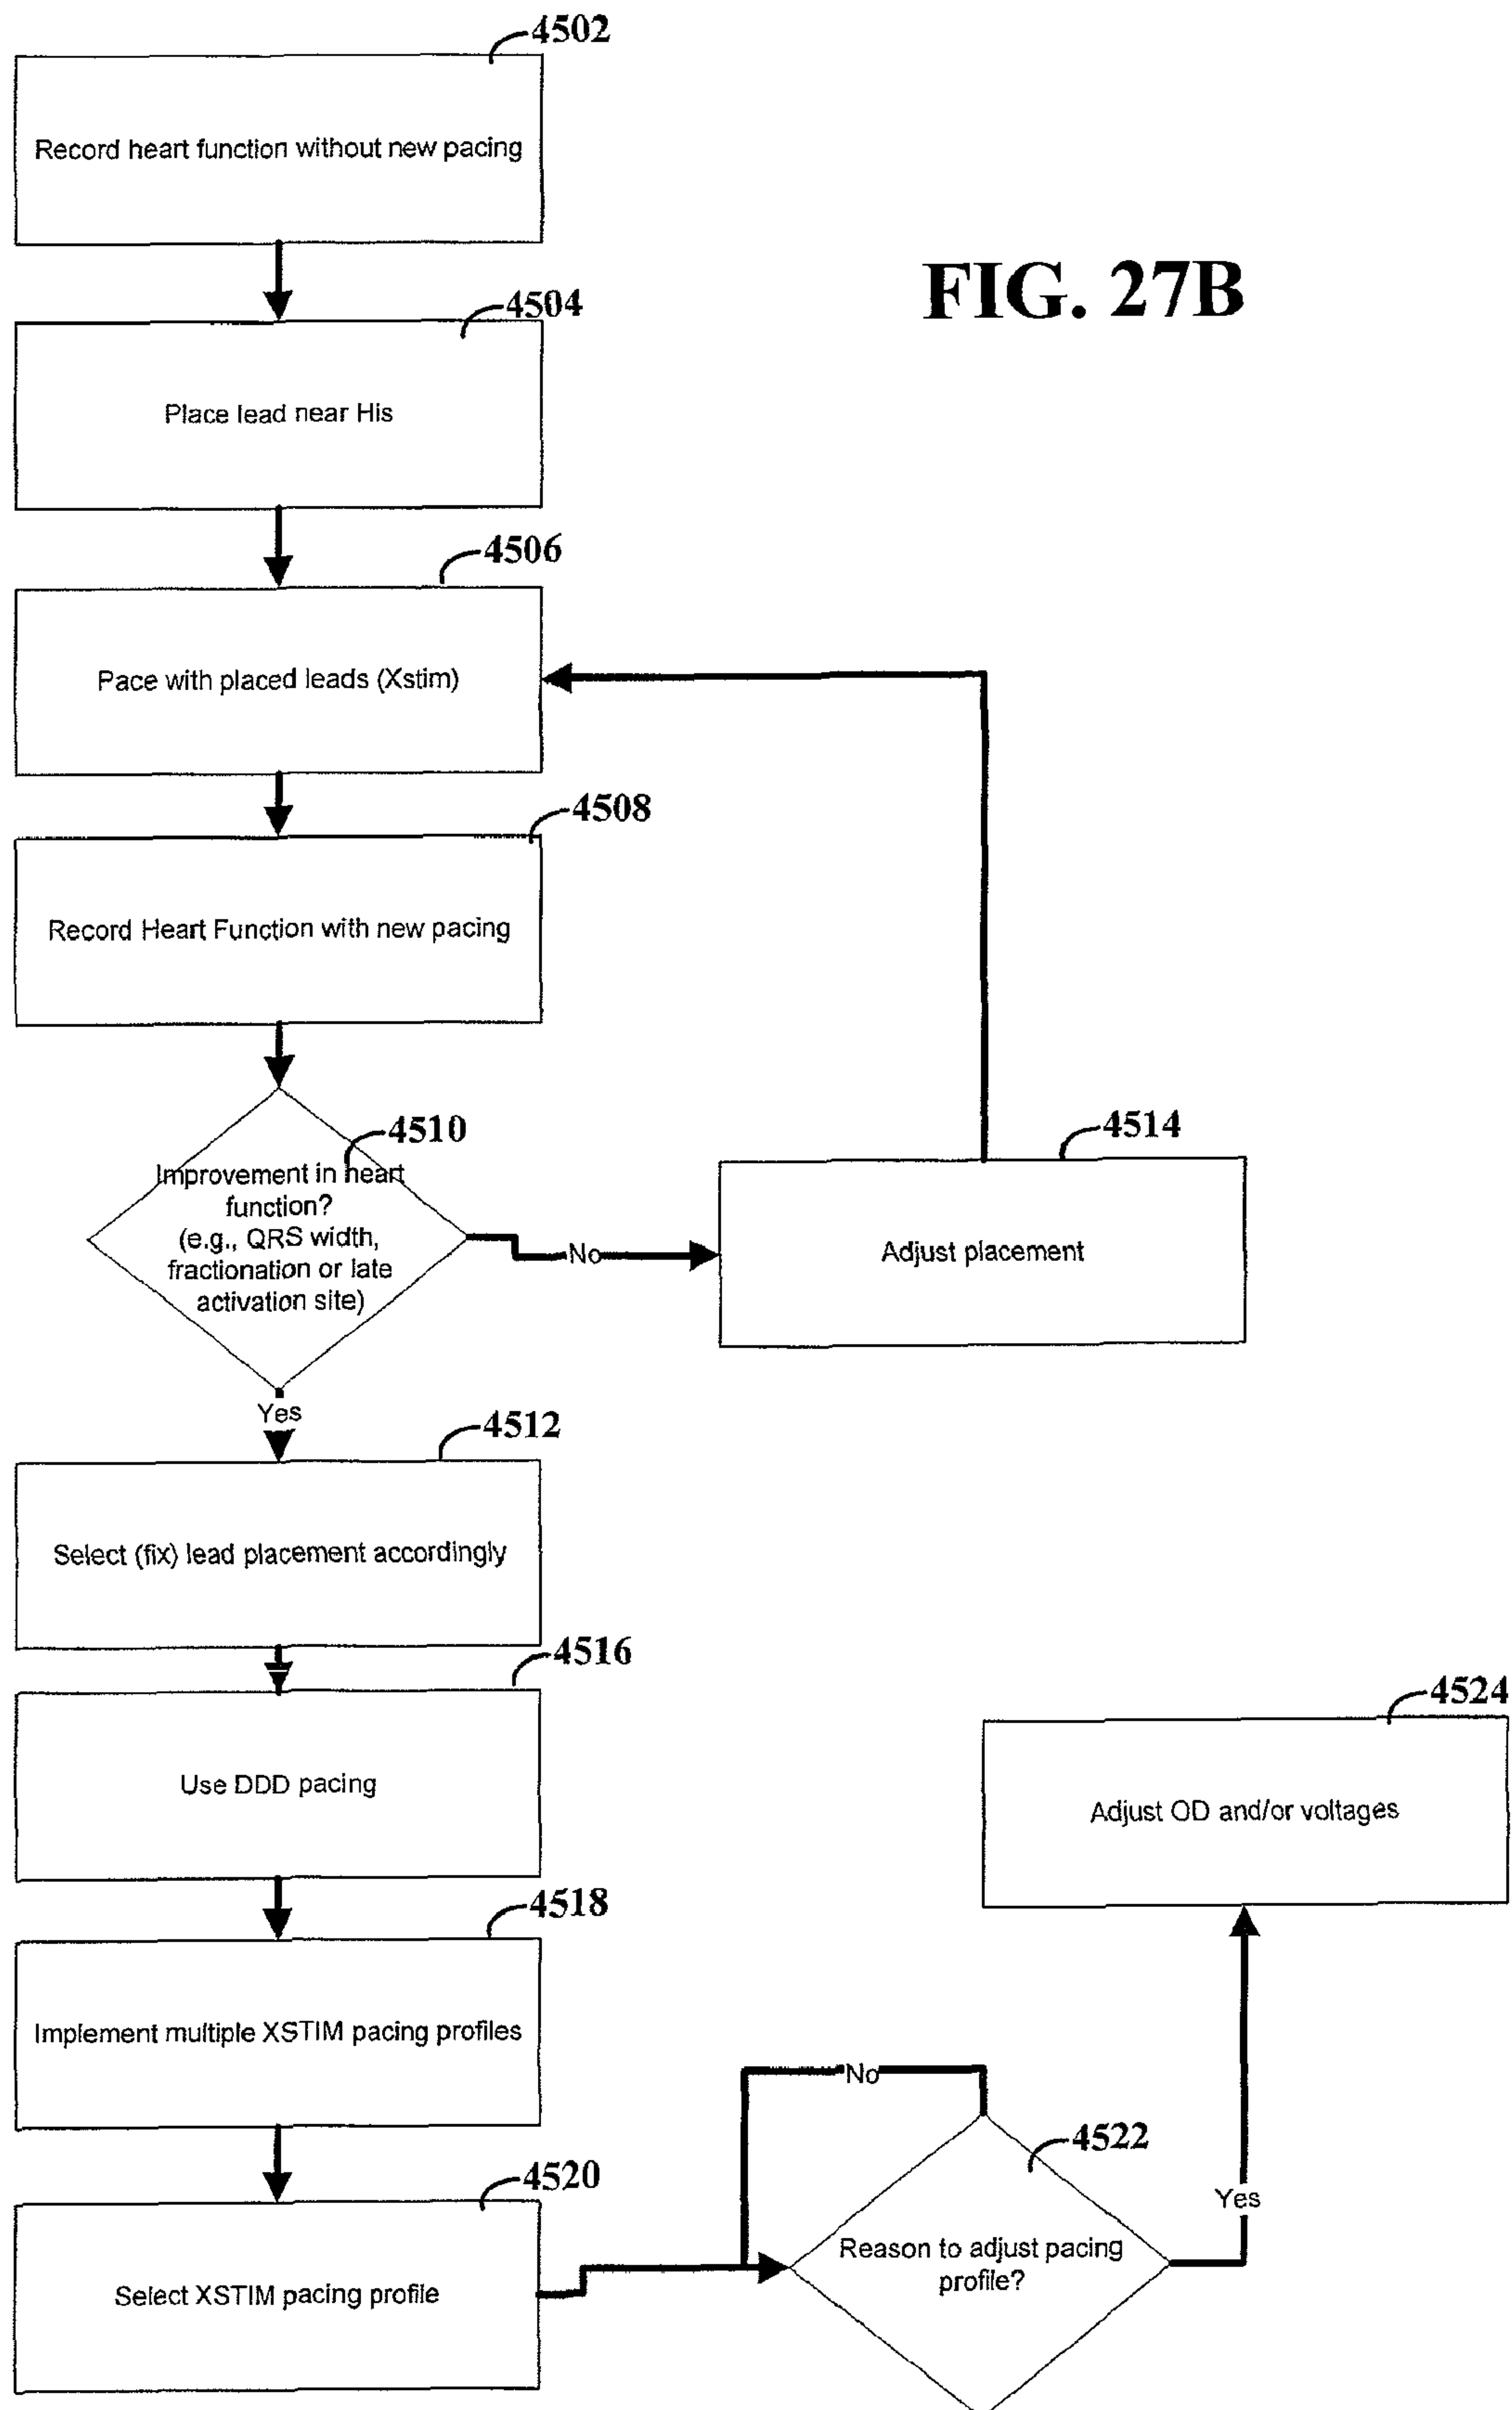 4502
Record heart function without new pacing
FIG. 27B
4504
Place lead near His
4506
Pace with placed leads (Xstim)
4508
Record Heart Function with new pacing
4510
Improvement in heart
function?
(e.g., QRS width,
fractionation or late
activation site)
No
4514
Adjust placement
Yes
4512
Select (fix) lead placement accordingly
4516
Use DDD pacing
4524
Adjust OD and/or voltages
4518
Implement multiple XSTIM pacing profiles
No
4522
Reason to adjust pacing
profile?
Yes
4520
Select XSTIM pacing profile